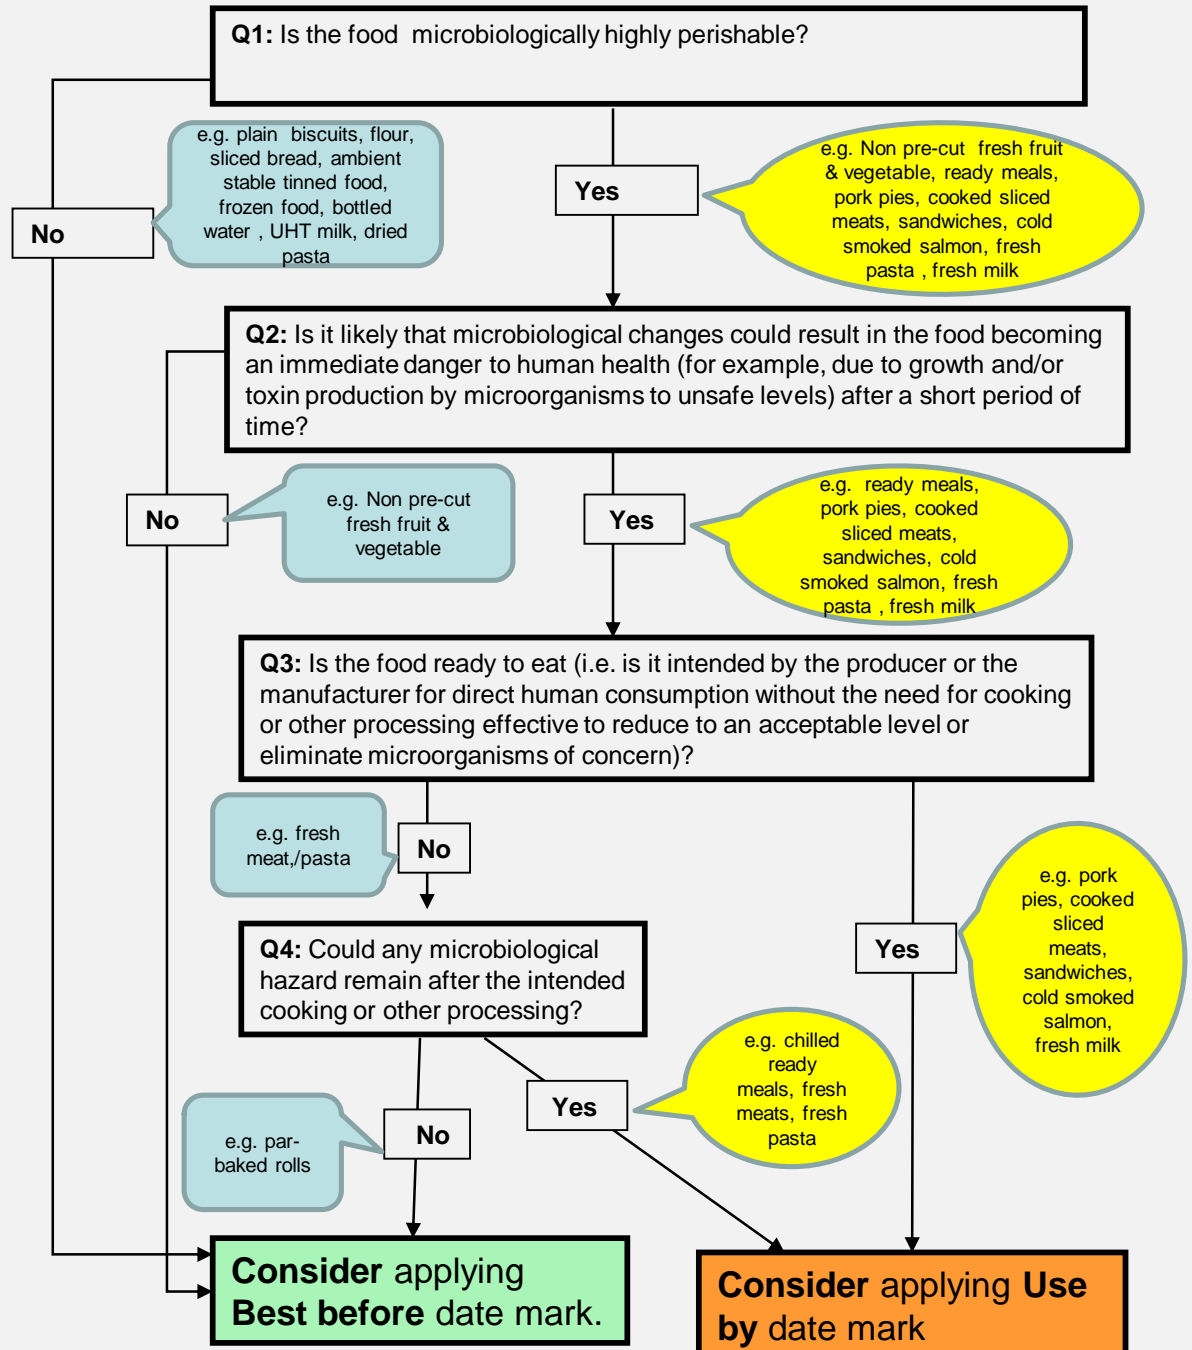 Q1: Is the food microbiologically highly perishable?
e.g. plain biscuits, flour,
sliced bread, ambient
stable tinned food,
frozen food, bottled
water , UHT milk, dried
pasta
No
Yes
e.g. Non pre-cut fresh fruit
& vegetable, ready meals,
pork pies, cooked sliced
meats, sandwiches, cold
smoked salmon, fresh
pasta , fresh milk
Q2: Is it likely that microbiological changes could result in the food becoming
an immediate danger to human health (for example, due to growth and/or
toxin production by microorganisms to unsafe levels) after a short period of
time?
No
e.g. Non pre-cut
fresh fruit &
vegetable
Yes
e.g. ready meals,
pork pies, cooked
sliced meats,
sandwiches, cold
smoked salmon, fresh
pasta , fresh milk
Q3: Is the food ready to eat (i.e. is it intended by the producer or the
manufacturer for direct human consumption without the need for cooking
or other processing effective to reduce to an acceptable level or
eliminate microorganisms of concern)?
e.g. fresh
meat,/pasta
No
Yes
e.g. pork
pies, cooked
sliced
meats,
sandwiches,
cold smoked
salmon,
fresh milk
Q4: Could any microbiological
hazard remain after the intended
cooking or other processing?
e.g. par-
baked rolls
No
Yes
e.g. chilled
ready
meals, fresh
meats, fresh
pasta
Consider applying
Best before date mark.
Consider applying Use
by date mark